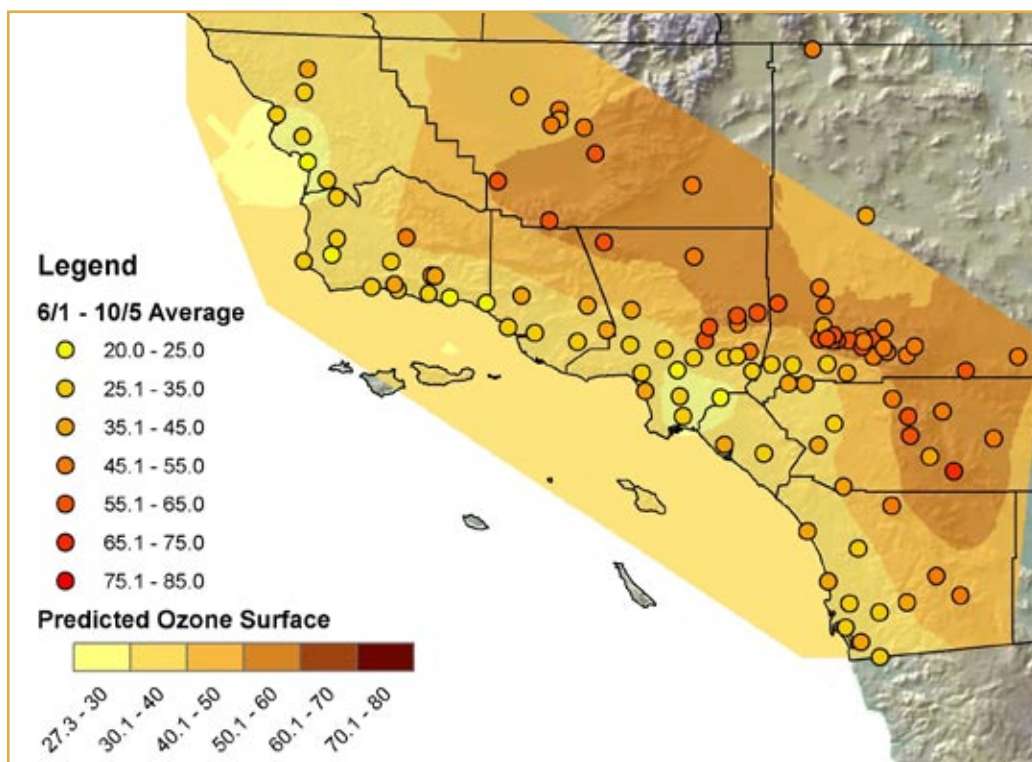 Legend
6/1 - 10/5 Average
20.0 - 25.0
25.1 - 35.0
35.1 - 45.0
45.1 - 55.0
55.1 - 65.0
65.1 - 75.0
75.1 - 85.0
Predicted Ozone Surface
27.3 - 30
30.1 - 40
40.1 - 50
50.1 - 60
60.1 - 70
70.1 - 80